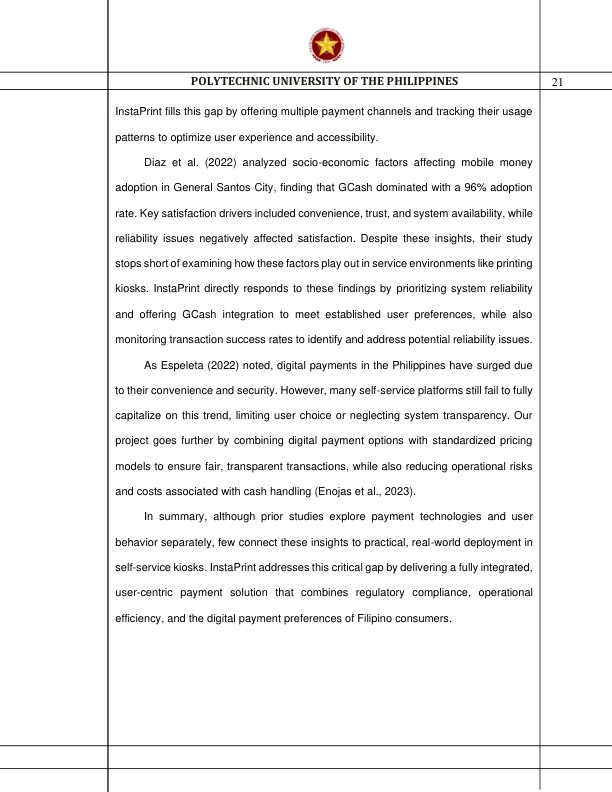 POLYTECHNIC UNIVERSITY OF THE PHILIPPINES
21
InstaPrint fills this gap by offering multiple payment channels and tracking their usage
patterns to optimize user experience and accessibility.
Diaz et al. (2022) analyzed socio-economic factors affecting mobile money
adoption in General Santos City, finding that GCash dominated with a 96% adoption
rate. Key satisfaction drivers included convenience, trust, and system availability, while
reliability issues negatively affected satisfaction. Despite these insights, their study
stops short of examining how these factors play out in service environments like printing
kiosks. InstaPrint directly responds to these findings by prioritizing system reliability
and offering GCash integration to meet established user preferences, while also
monitoring transaction success rates to identify and address potential reliability issues.
As Espeleta (2022) noted, digital payments in the Philippines have surged due
to their convenience and security. However, many self-service platforms still fail to fully
capitalize on this trend, limiting user choice or neglecting system transparency. Our
project goes further by combining digital payment options with standardized pricing
models to ensure fair, transparent transactions, while also reducing operational risks
and costs associated with cash handling (Enojas et al., 2023).
In summary, although prior studies explore payment technologies and user
behavior separately, few connect these insights to practical, real-world deployment in
self-service kiosks. InstaPrint addresses this critical gap by delivering a fully integrated,
user-centric payment solution that combines regulatory compliance, operational
efficiency, and the digital payment preferences of Filipino consumers.